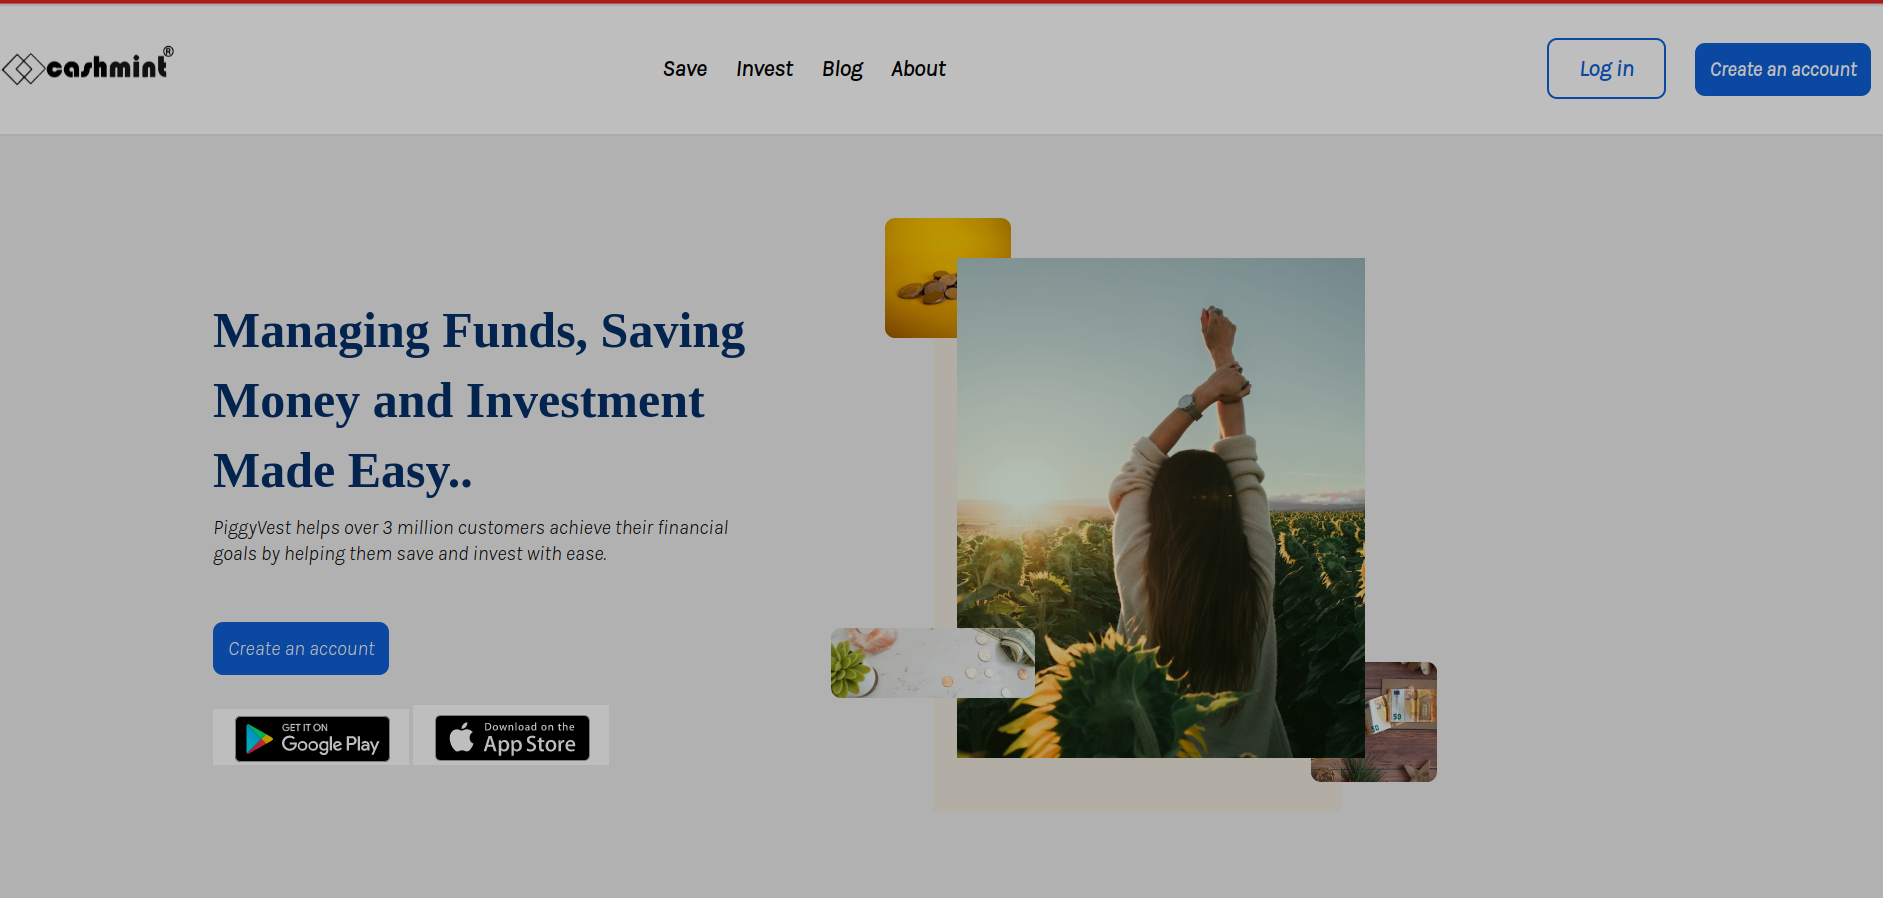 cashmint®
Save Invest Blog About
Log in
Create an account
Managing Funds, Saving
Money and Investment
Made Easy..
PiggyVest helps over 3 million customers achieve their financial
goals by helping them save and invest with ease.
Create an account
GET IT ON
Google Play
Download on the
App Store
50
50